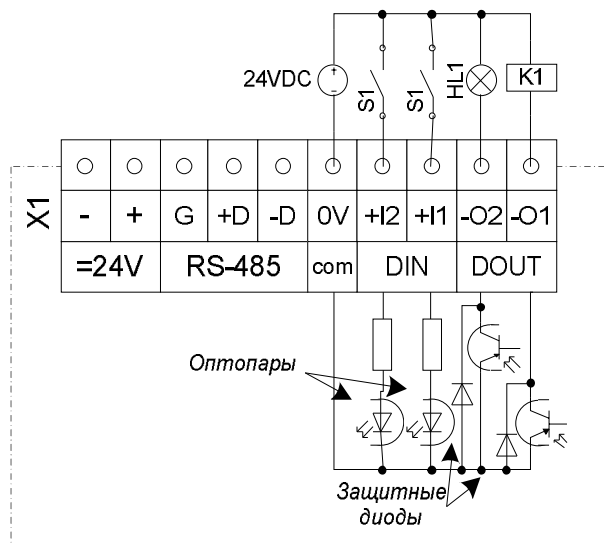 24VDC
+
−
S1
S1
HL1
K1
X1
- + G +D -D 0V +I2 +I1 -O2 -O1
=24V RS-485 com DIN DOUT
Оптопары
Защитные
диоды